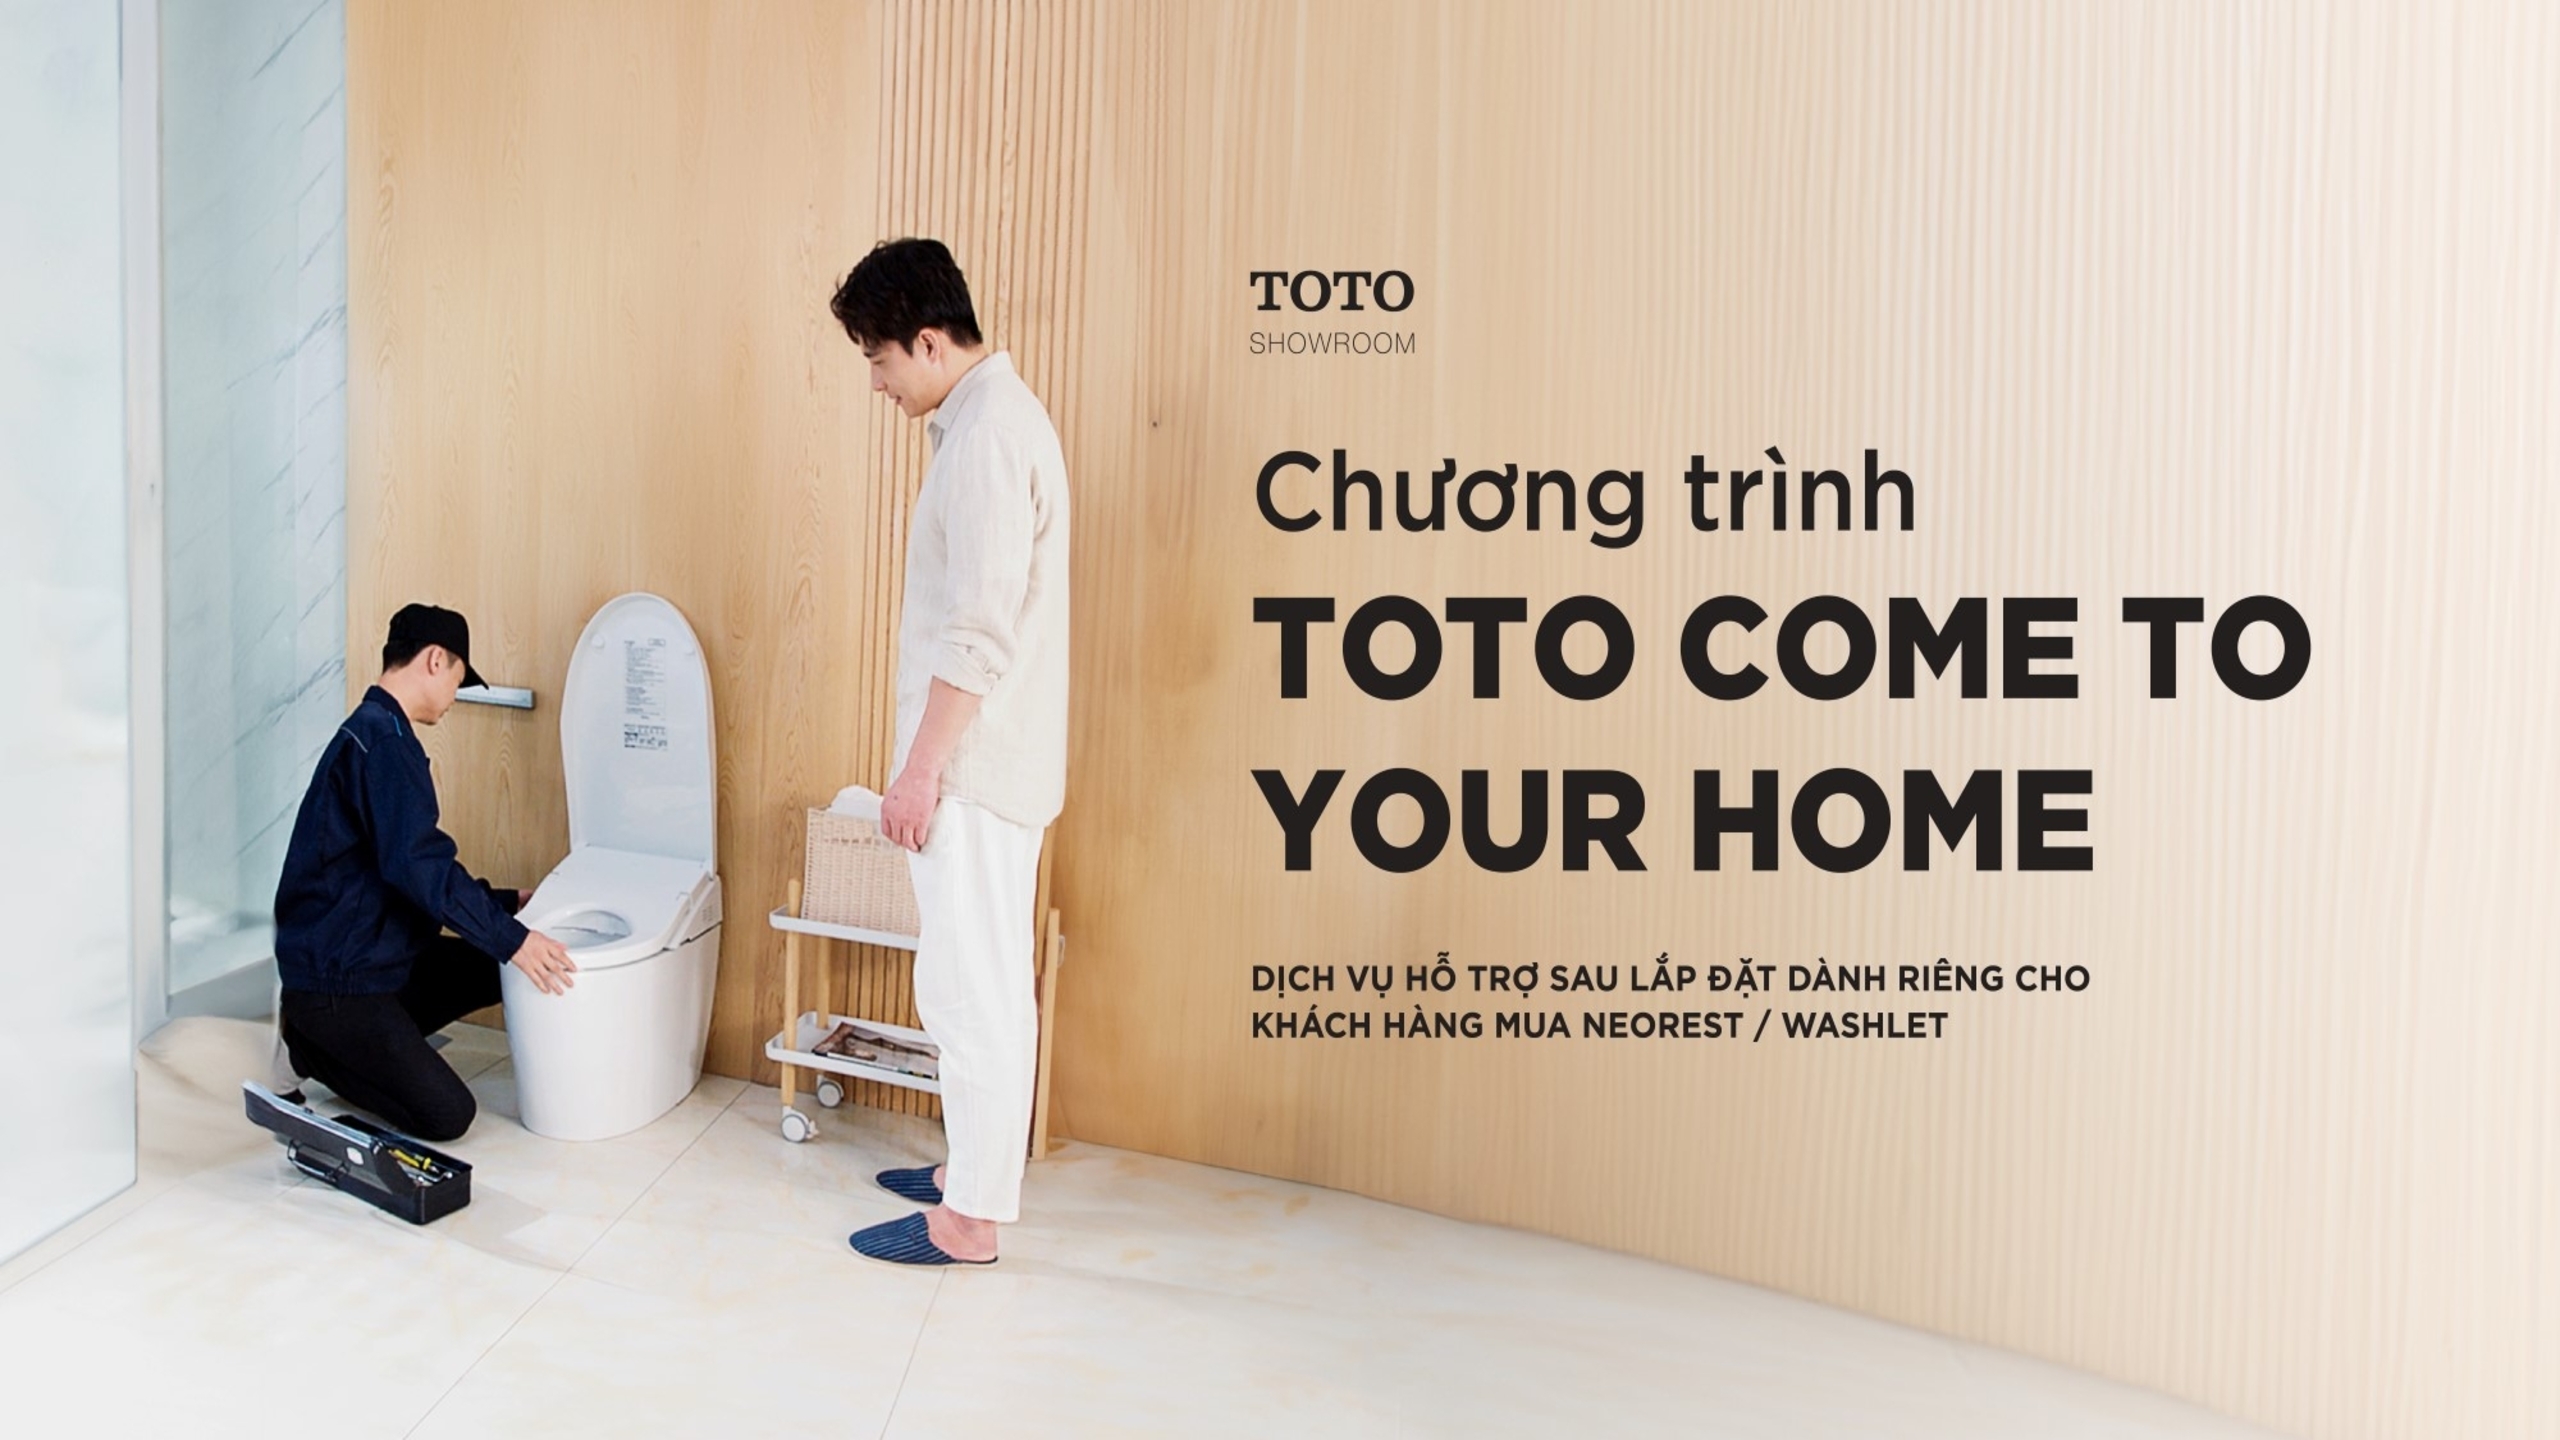 TOTO
SHOWROOM
Chương trình
TOTO COME TO
YOUR HOME
DỊCH VỤ HỖ TRỢ SAU LẮP ĐẶT DÀNH RIÊNG CHO
KHÁCH HÀNG MUA NEOREST / WASHLET